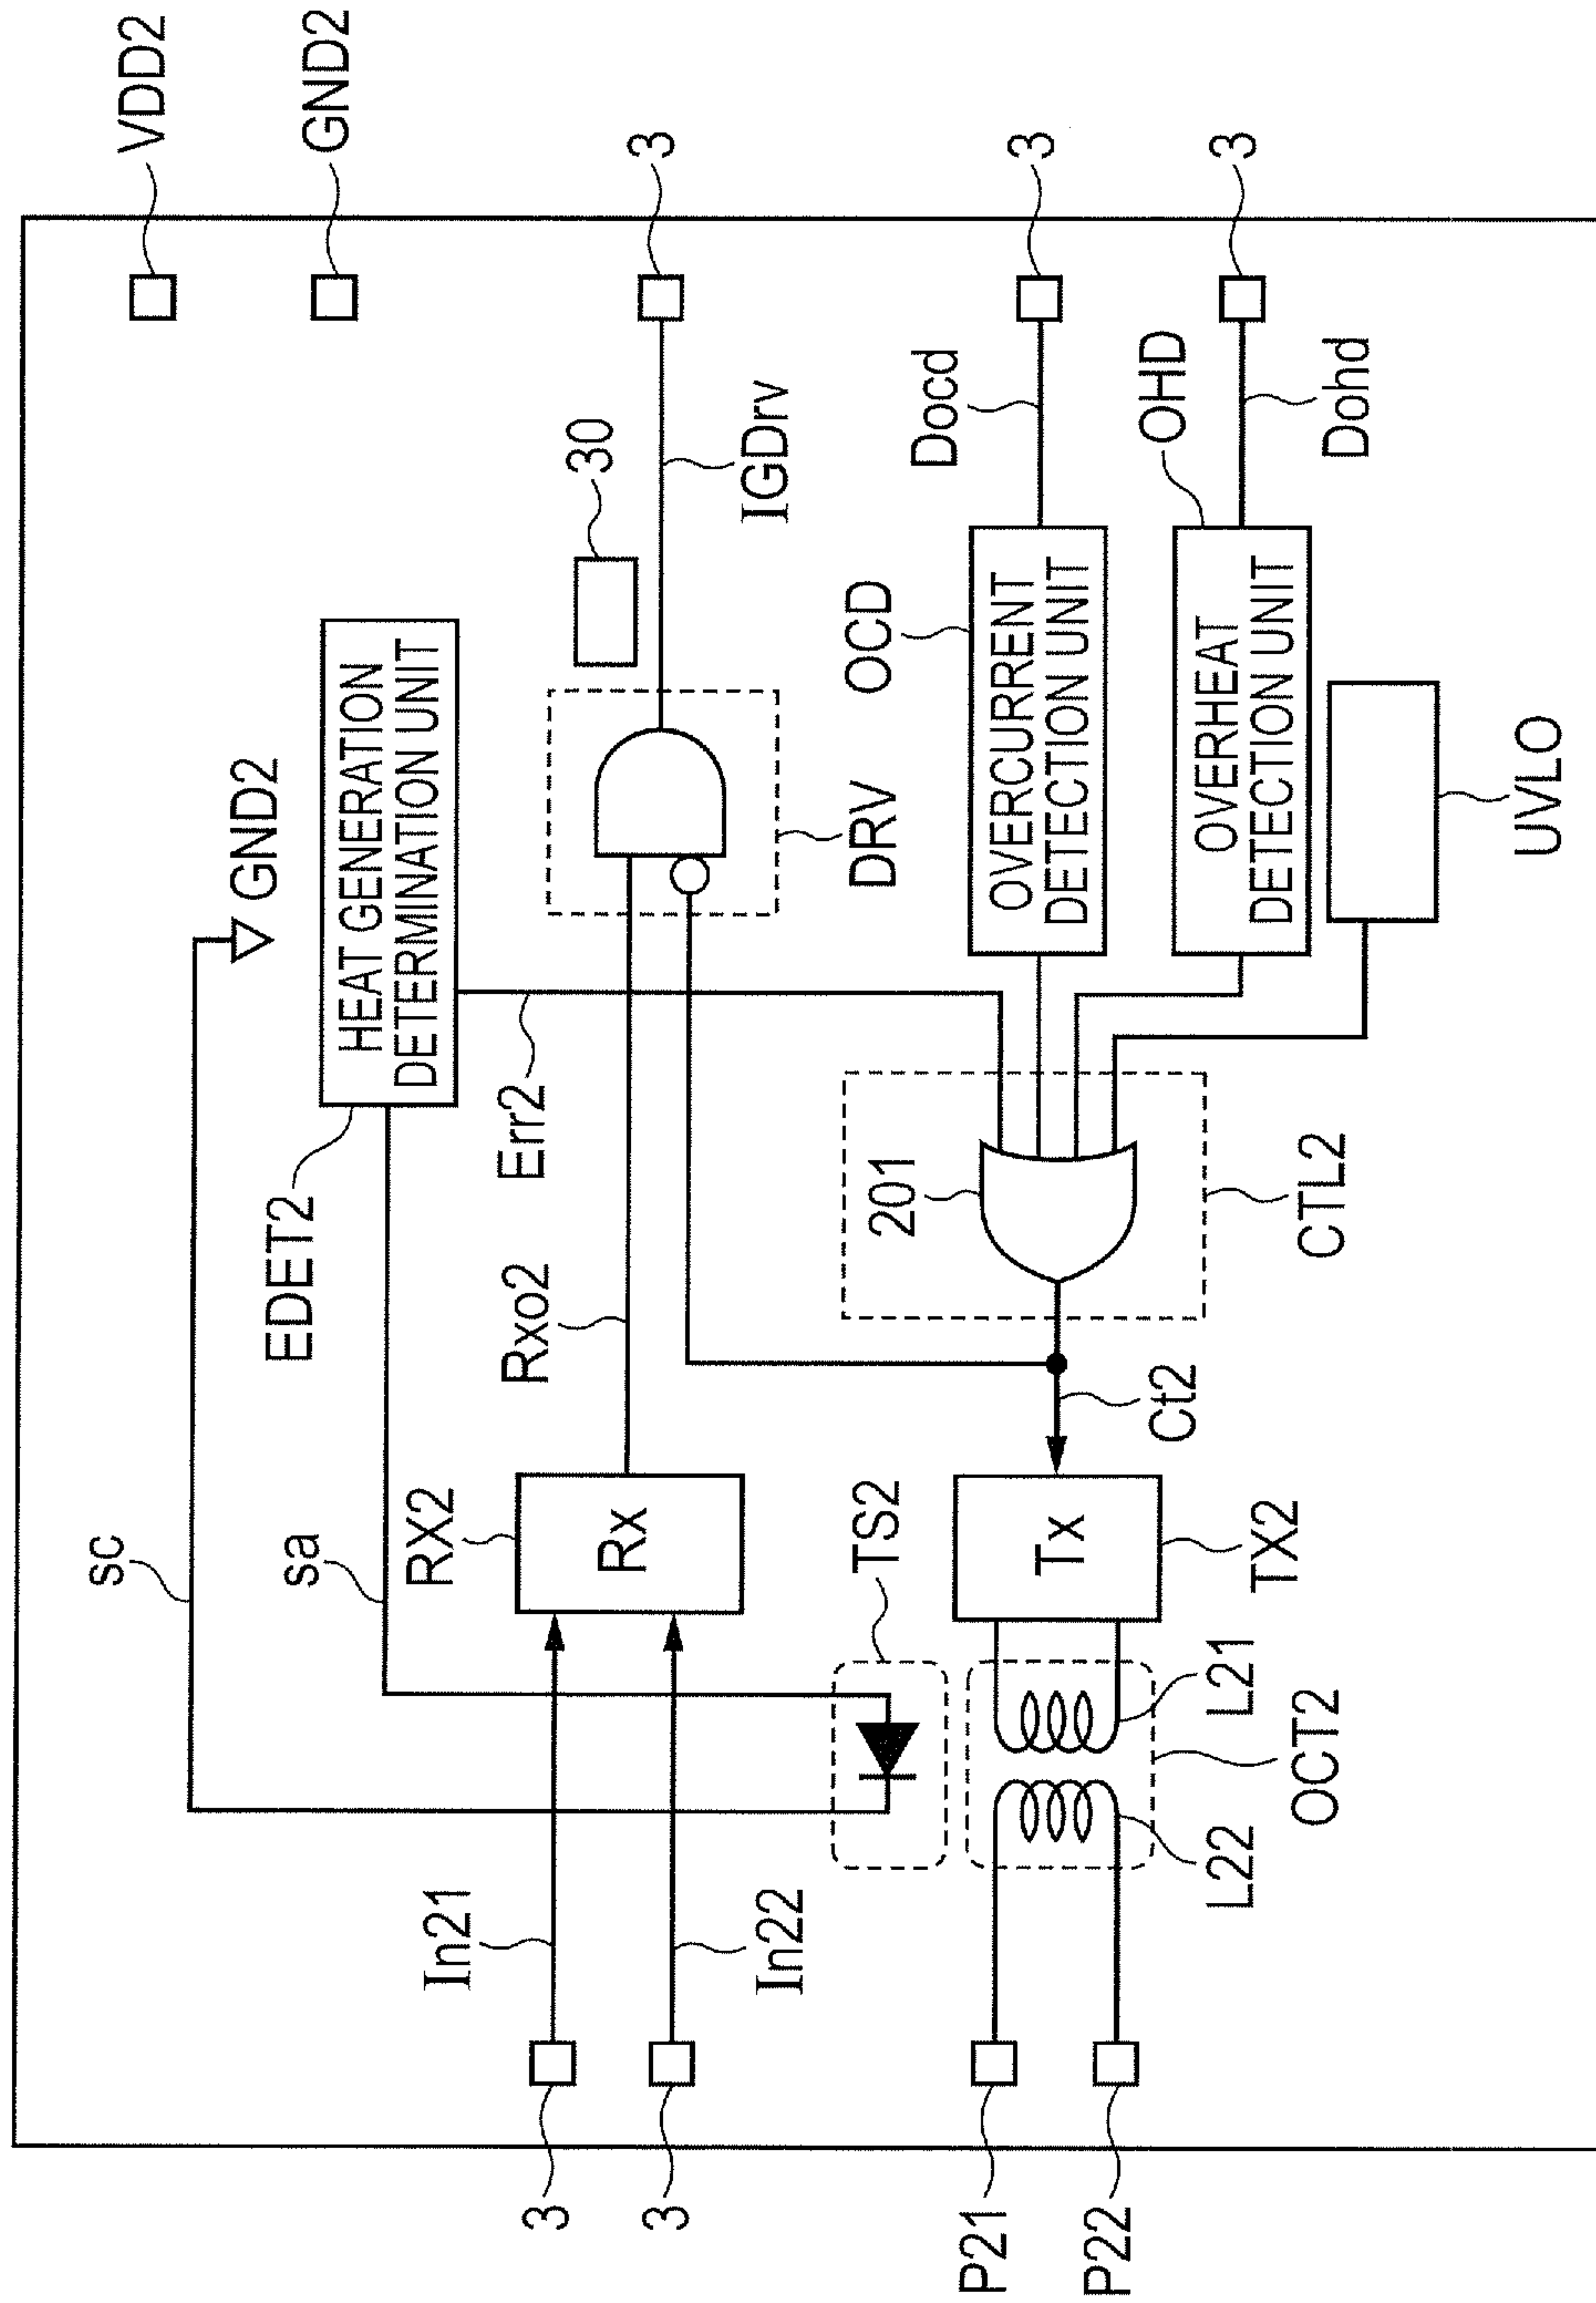 VDD2
GND2
GND2
HEAT GENERATION
DETERMINATION UNIT
EDET2
sc
sa
30
3
IGDrv
DRV
Err2
Rxo2
RX2
Rx
In21
In22
3
3
TS2
OCD
OVERCURRENT
DETECTION UNIT
Docd
3
OHD
OVERHEAT
DETECTION UNIT
Dohd
3
UVLO
201
CTL2
Ct2
Tx
TX2
L21
L22
OCT2
P21
P22